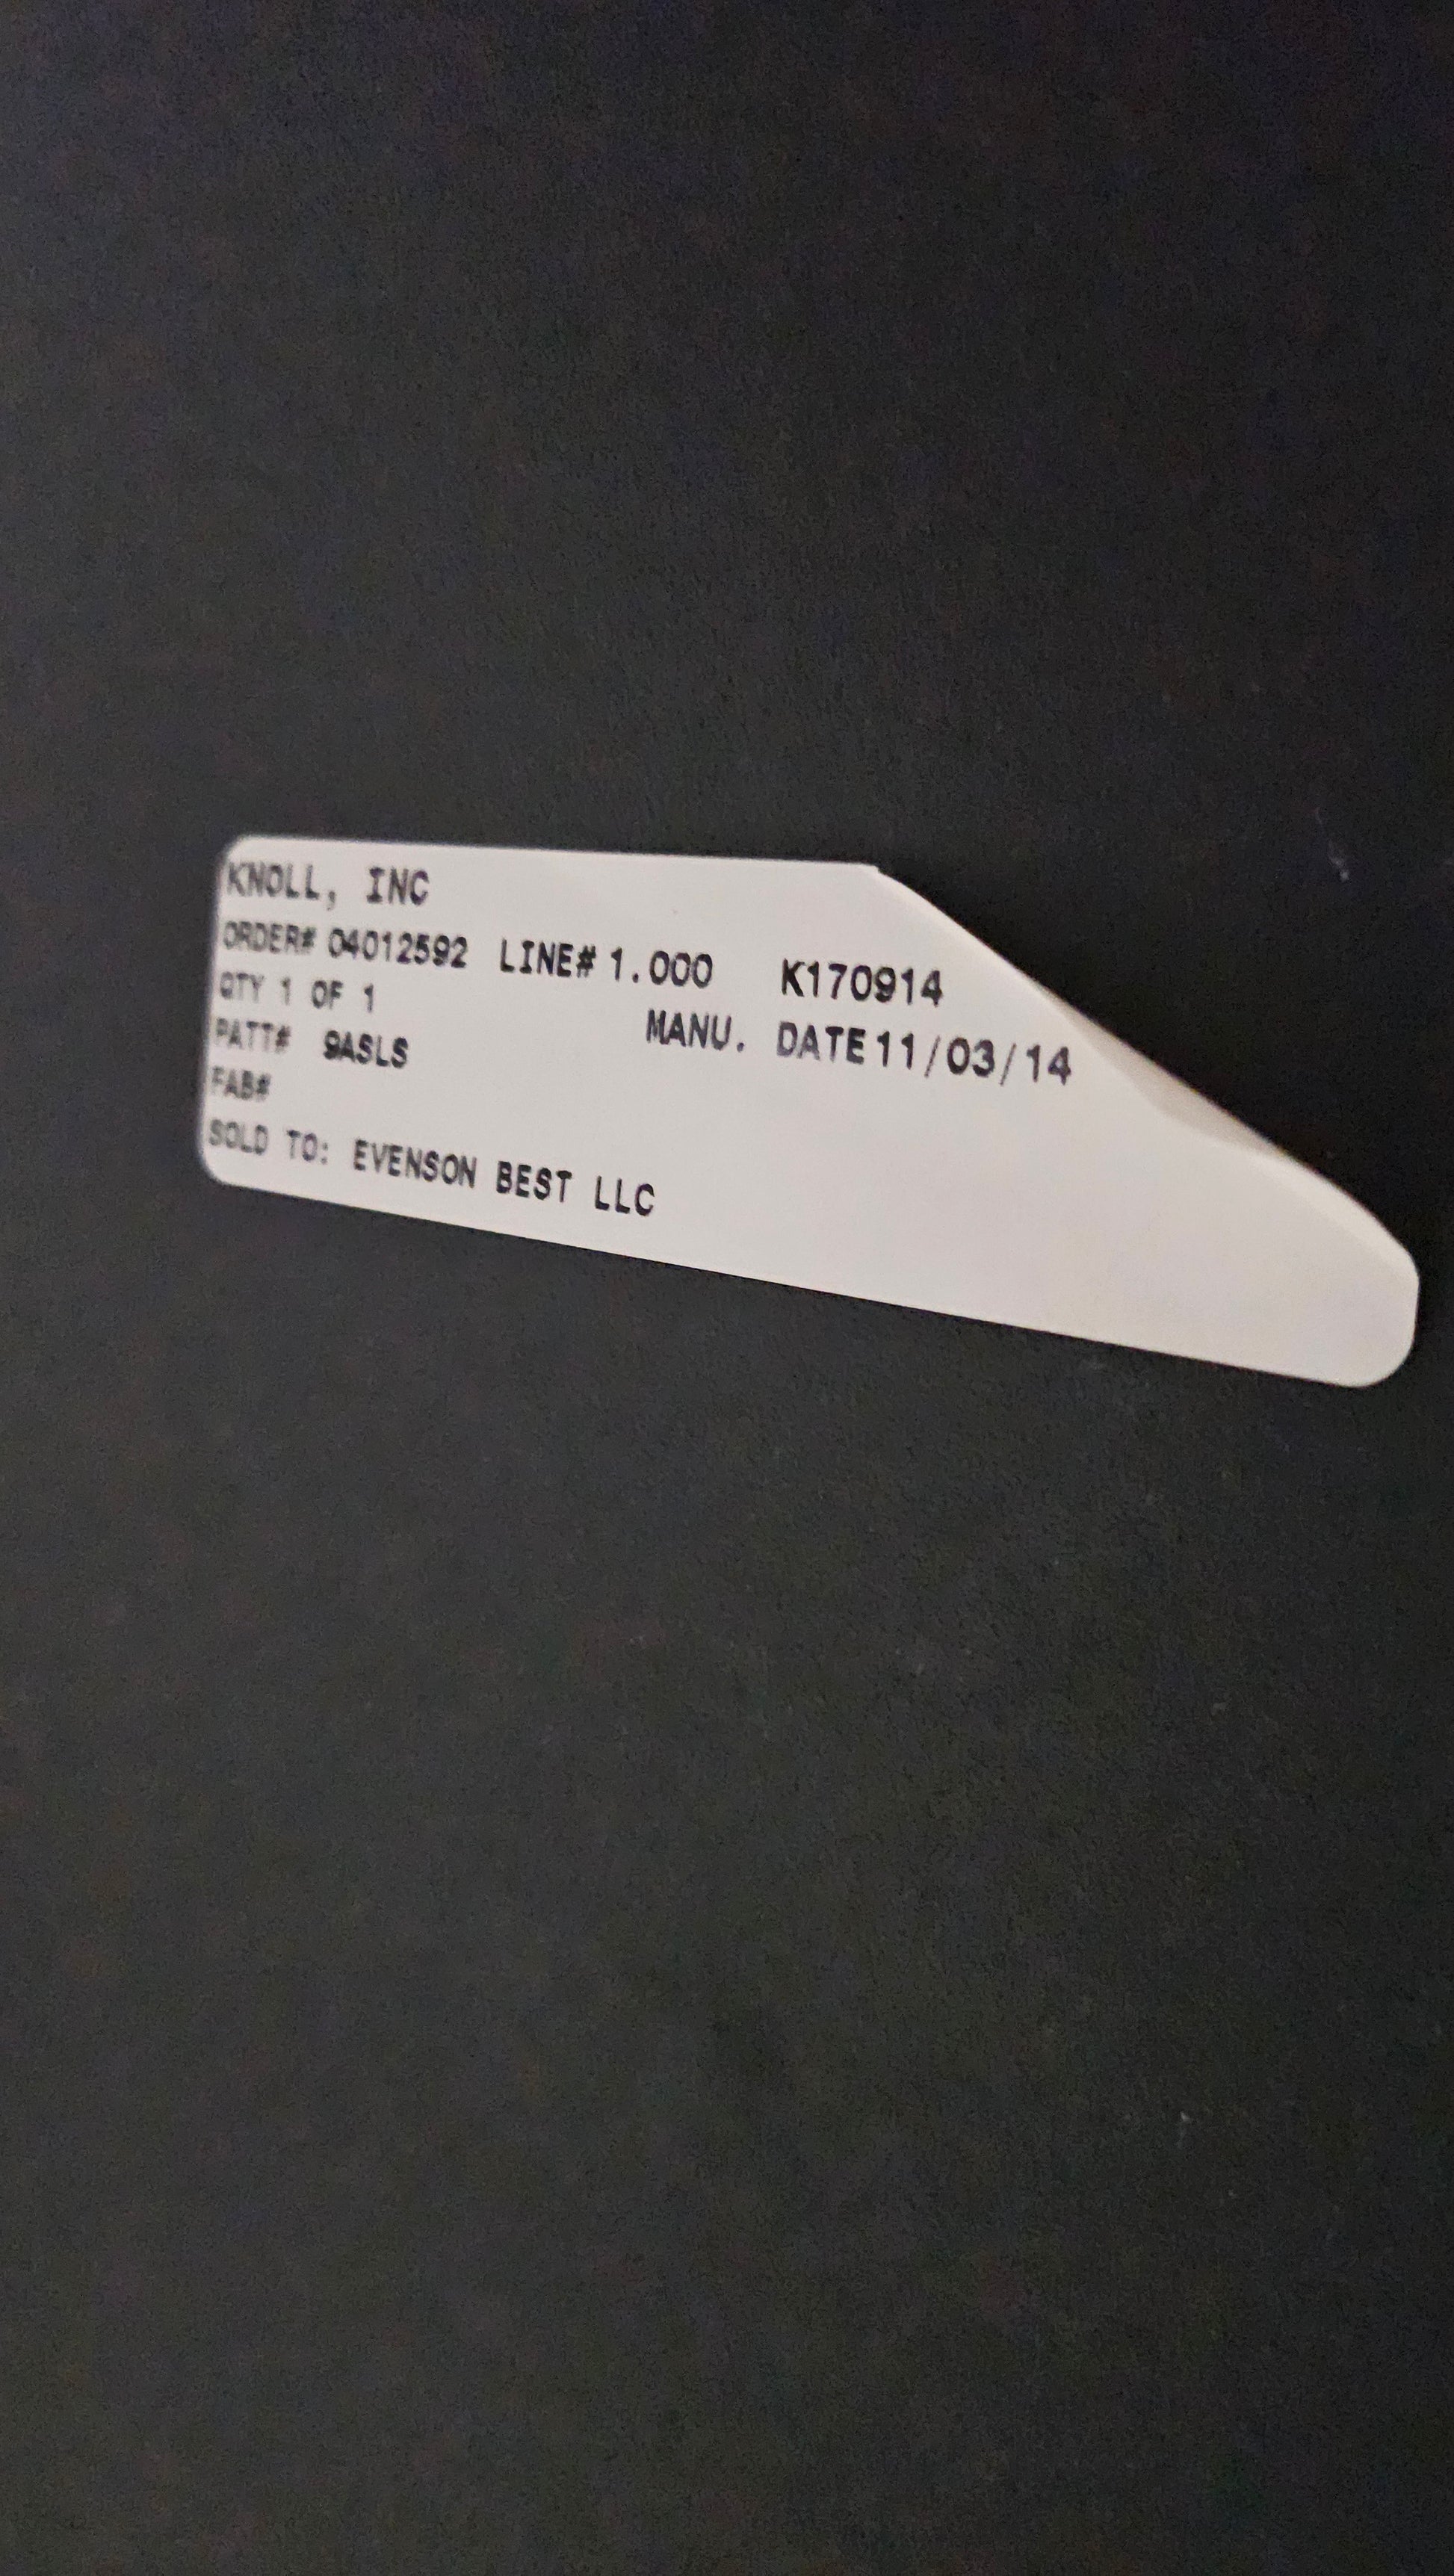 KNOLL, INC
ORDER# 04012592 LINE# 1.000 K170914
QTY 1 OF 1 MANU. DATE 11/03/14
PATT# 9ASLS
FAB#
SOLD TO: EVENSON BEST LLC